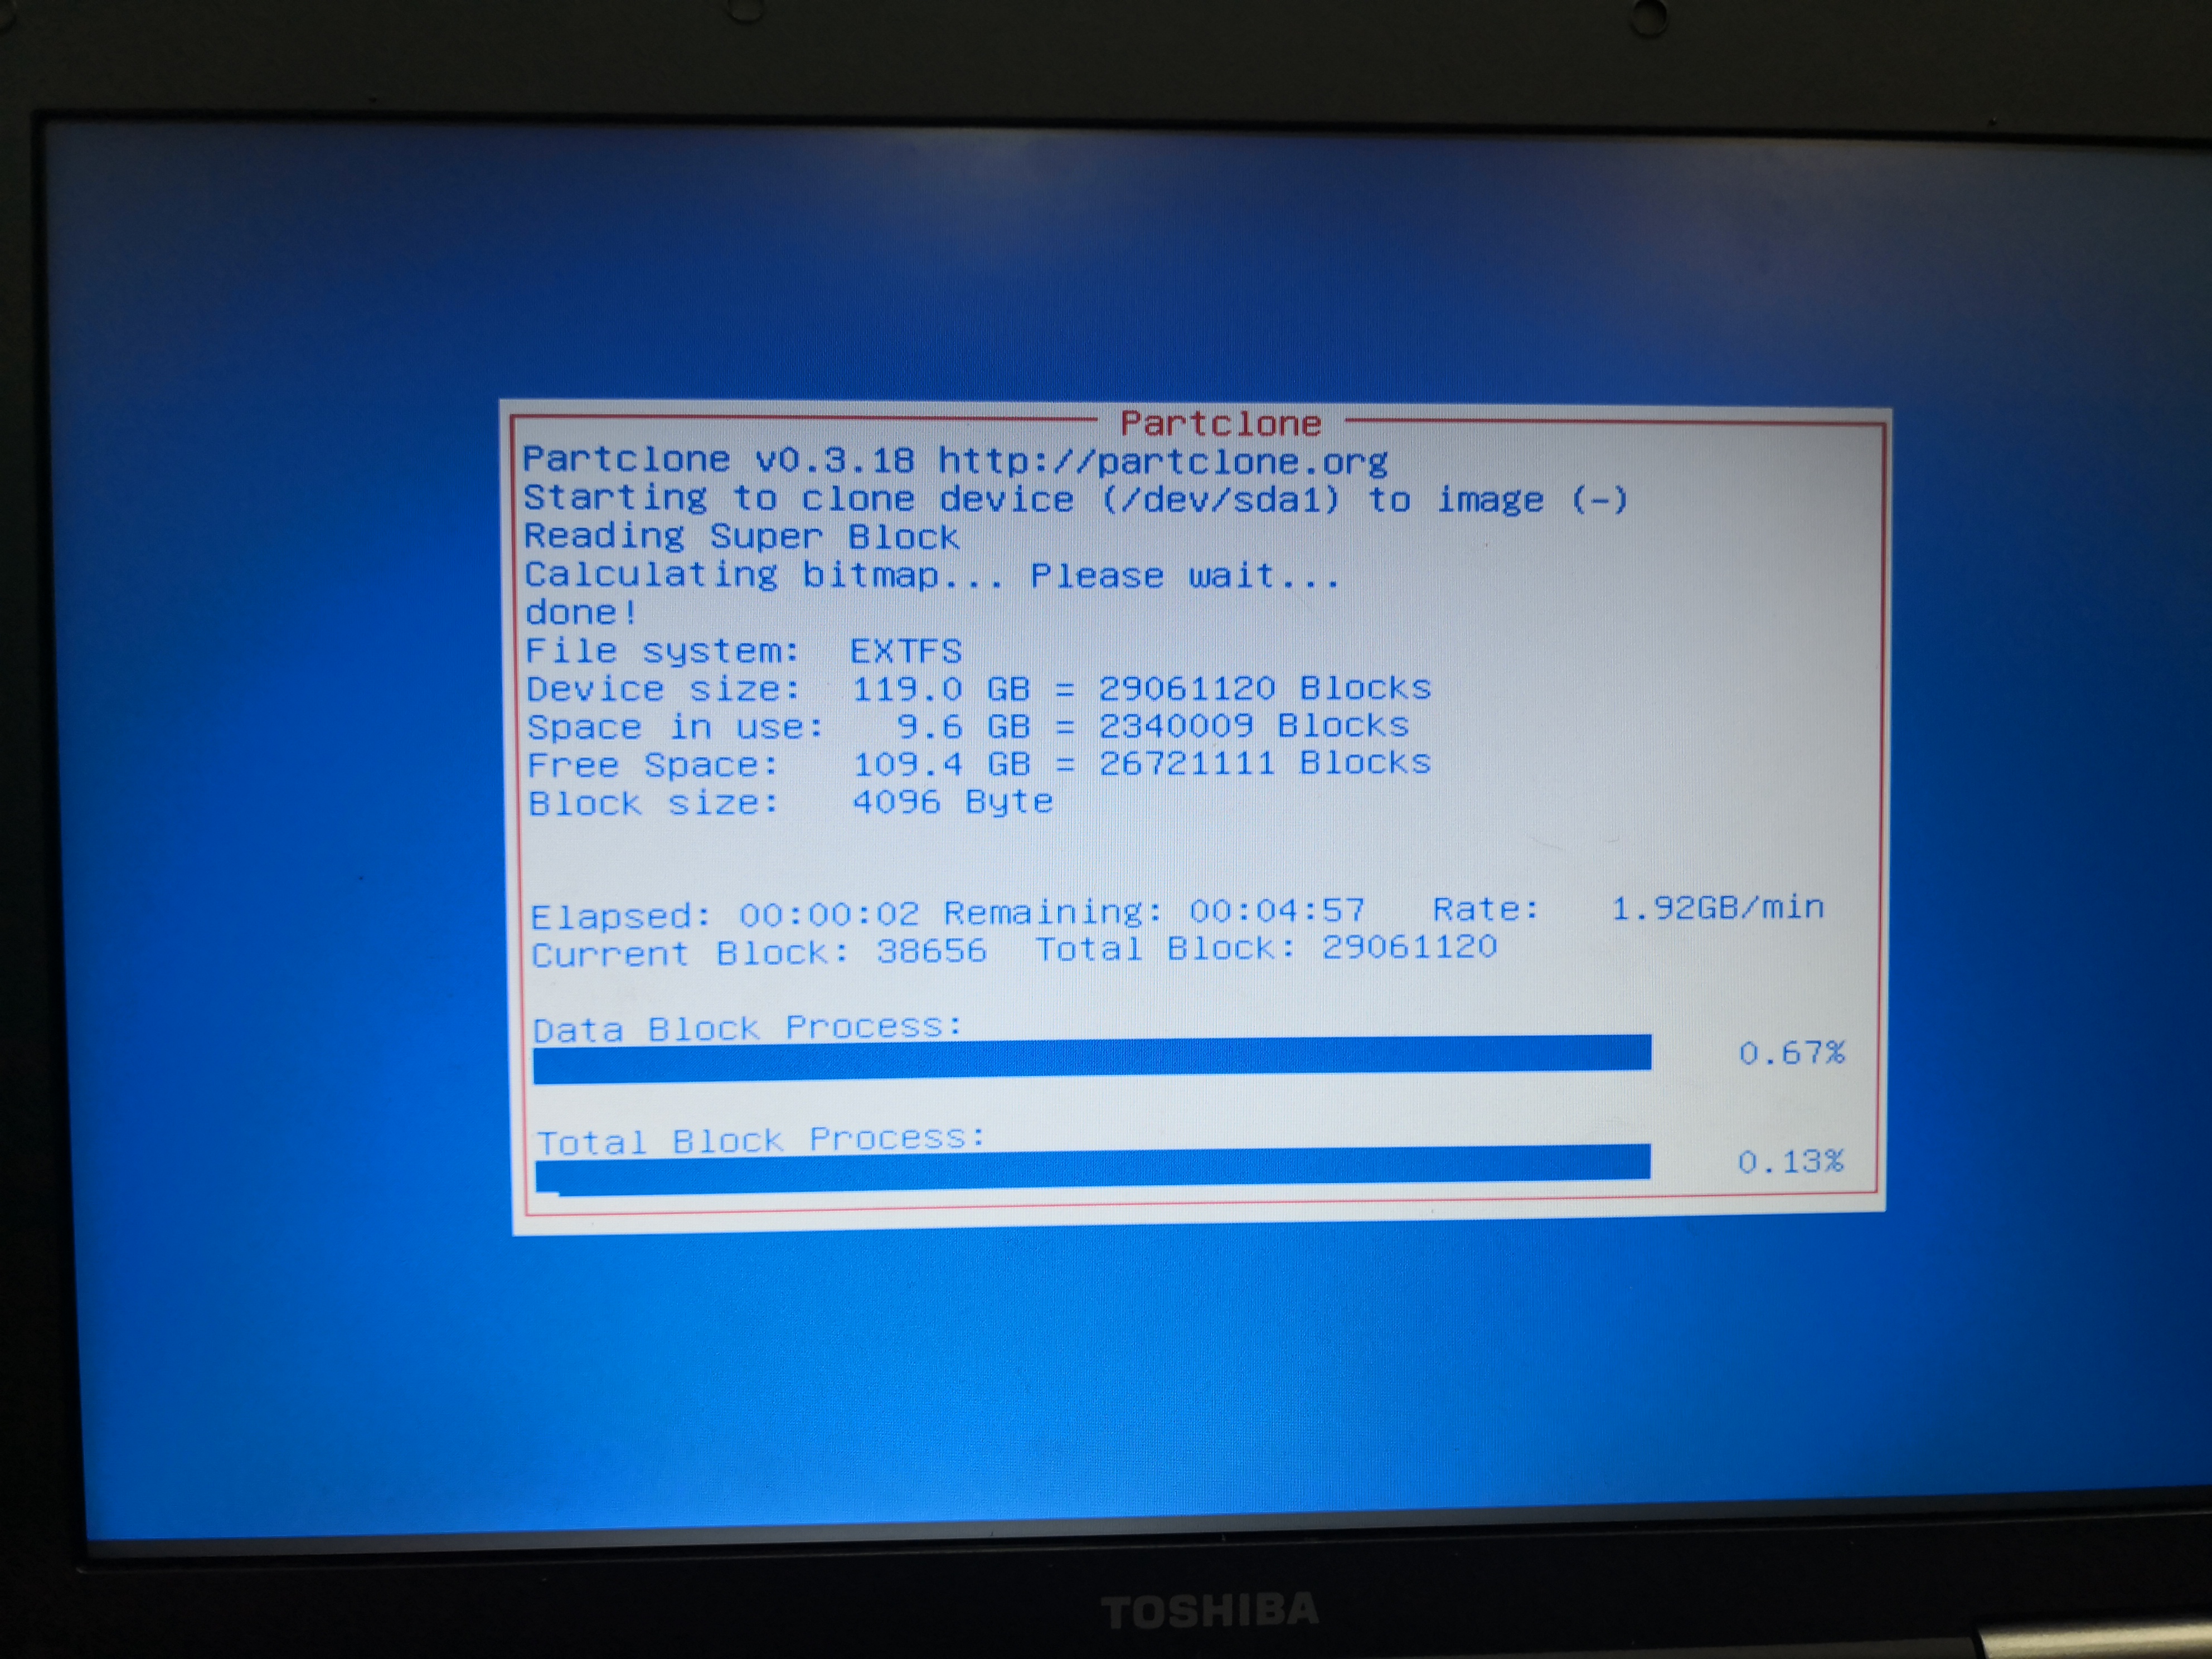 Partclone
Partclone v0.3.18 http://partclone.org
Starting to clone device (/dev/sda1) to image (-)
Reading Super Block
Calculating bitmap... Please wait...
done!
File system:  EXTFS
Device size:  119.0 GB = 29061120 Blocks
Space in use:   9.6 GB = 2340009 Blocks
Free Space:   109.4 GB = 26721111 Blocks
Block size:   4096 Byte
Elapsed: 00:00:02 Remaining: 00:04:57   Rate:   1.92GB/min
Current Block: 38656  Total Block: 29061120
Data Block Process:
0.67%
Total Block Process:
0.13%
TOSHIBA